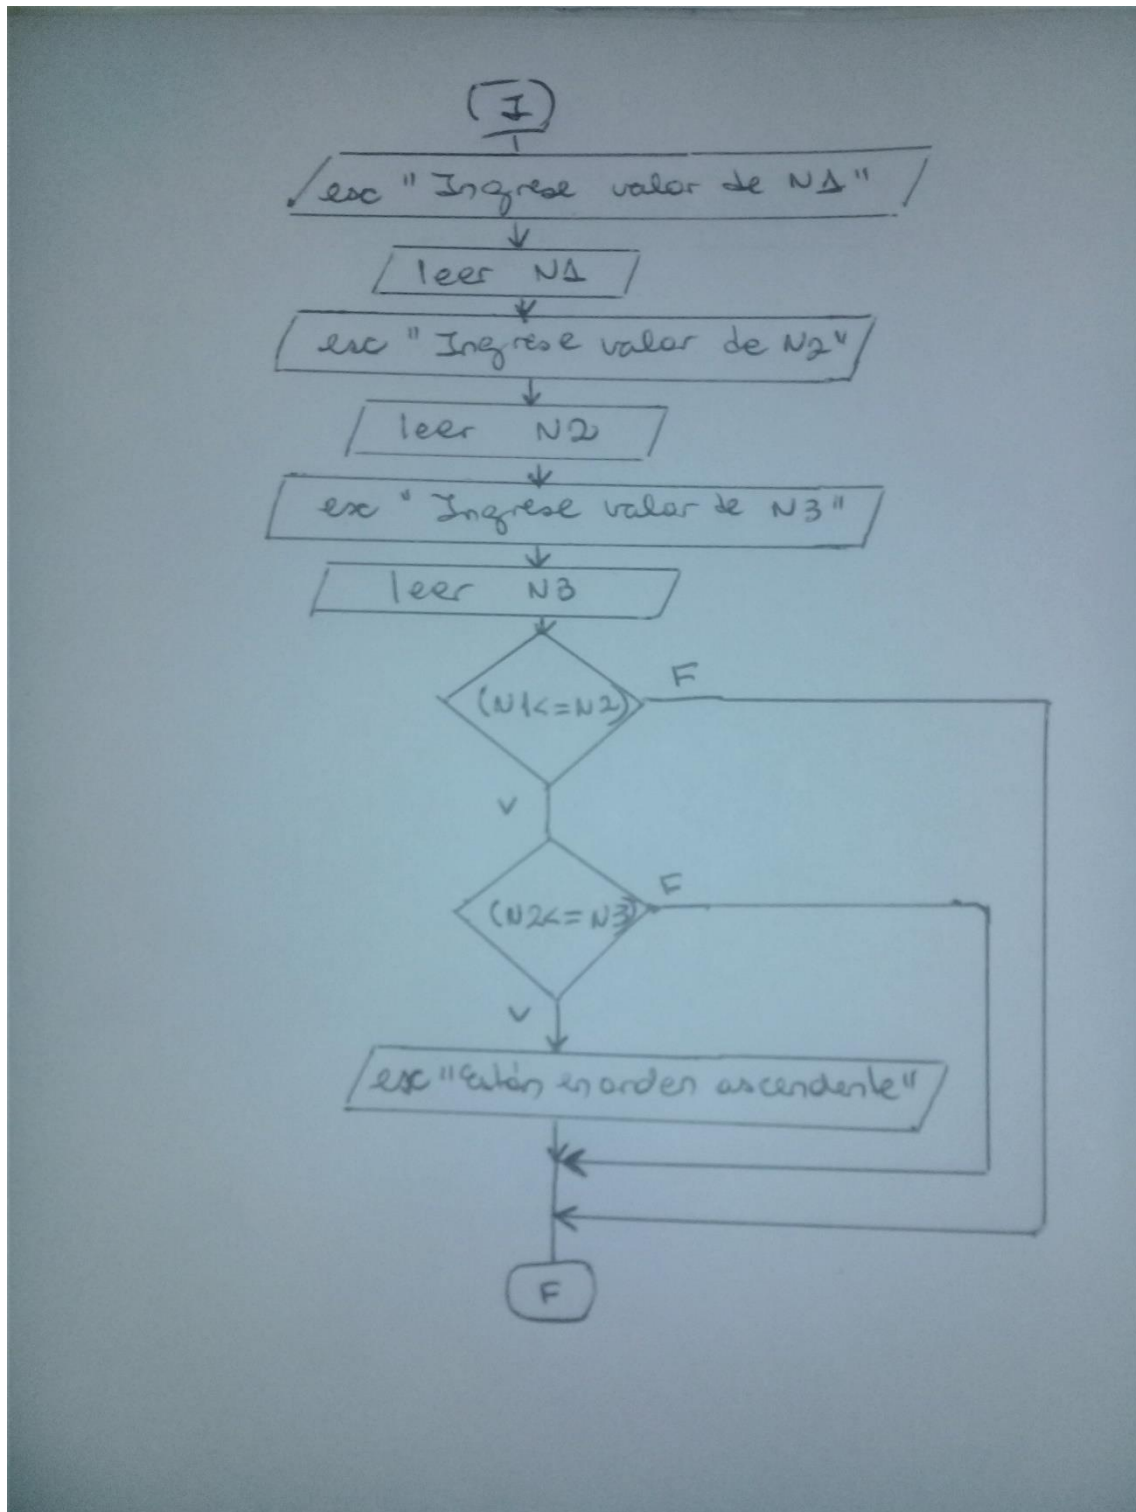 I
esc "Ingrese valor de N1"
leer N1
esc "Ingrese valor de N2"
leer N2
esc "Ingrese valor de N3"
leer N3
(N1<=N2)
F
V
(N2<=N3)
F
V
esc "Están en orden ascendente"
F